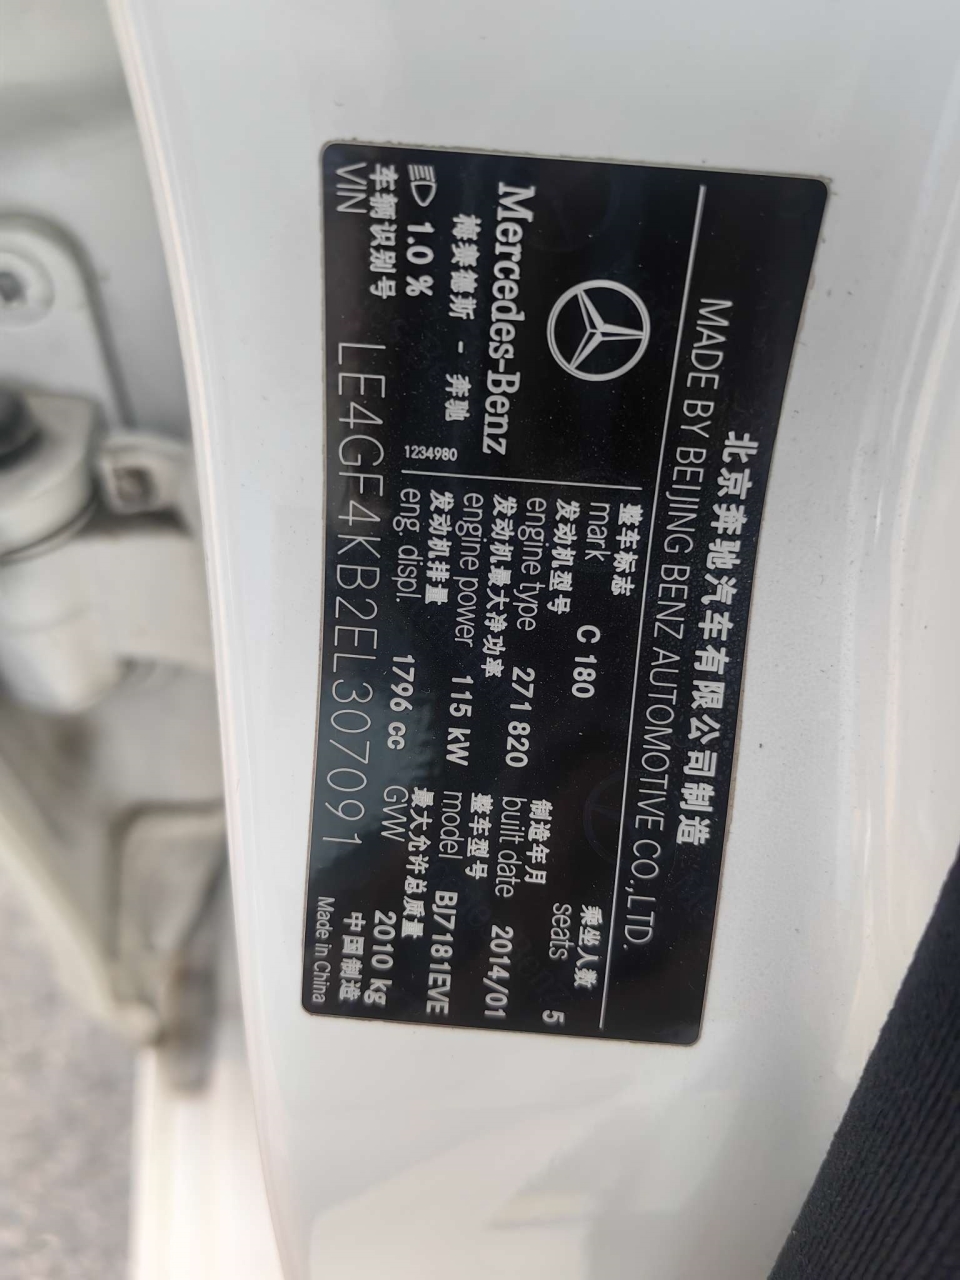 北京奔驰汽车有限公司制造
MADE BY BEIJING BENZ AUTOMOTIVE CO.,LTD.
Mercedes-Benz
梅赛德斯 - 奔驰
1.0 %
1234980
整车标志
mark C 180
乘坐人数
seats 5
发动机型号
engine type 271 820
制造年月
built date 2014/01
发动机最大净功率
engine power 115 kW
整车型号
model BJ7181EVE
发动机排量
eng. displ. 1796 cc
最大允许总质量
GVW 2010 kg
车辆识别号
VIN LE4GF4KB2EL307091
中国制造
Made in China